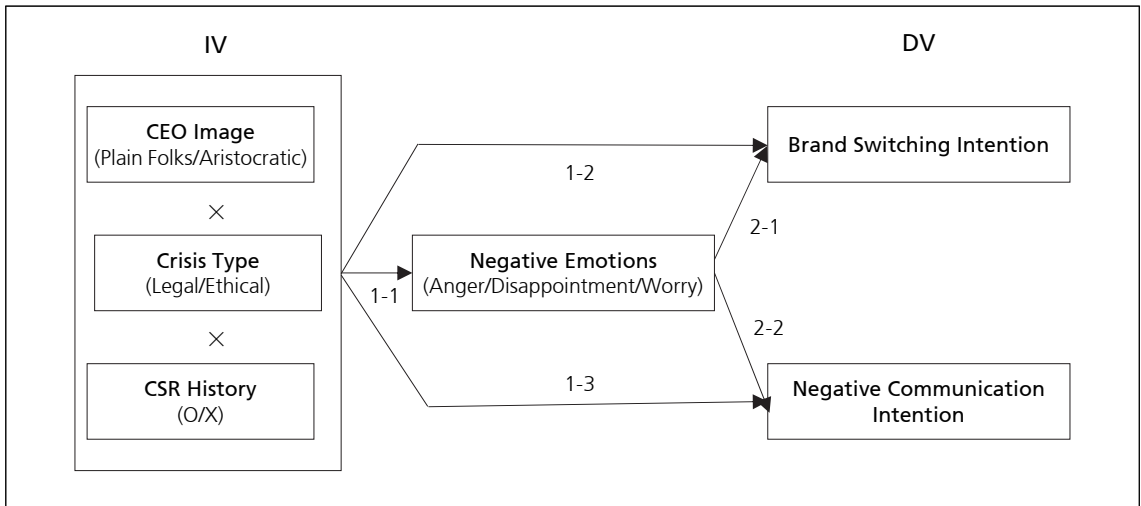 IV
DV
CEO Image
(Plain Folks/Aristocratic)
×
Crisis Type
(Legal/Ethical)
×
CSR History
(O/X)
1-2
1-1
1-3
Negative Emotions
(Anger/Disappointment/Worry)
2-1
2-2
Brand Switching Intention
Negative Communication
Intention